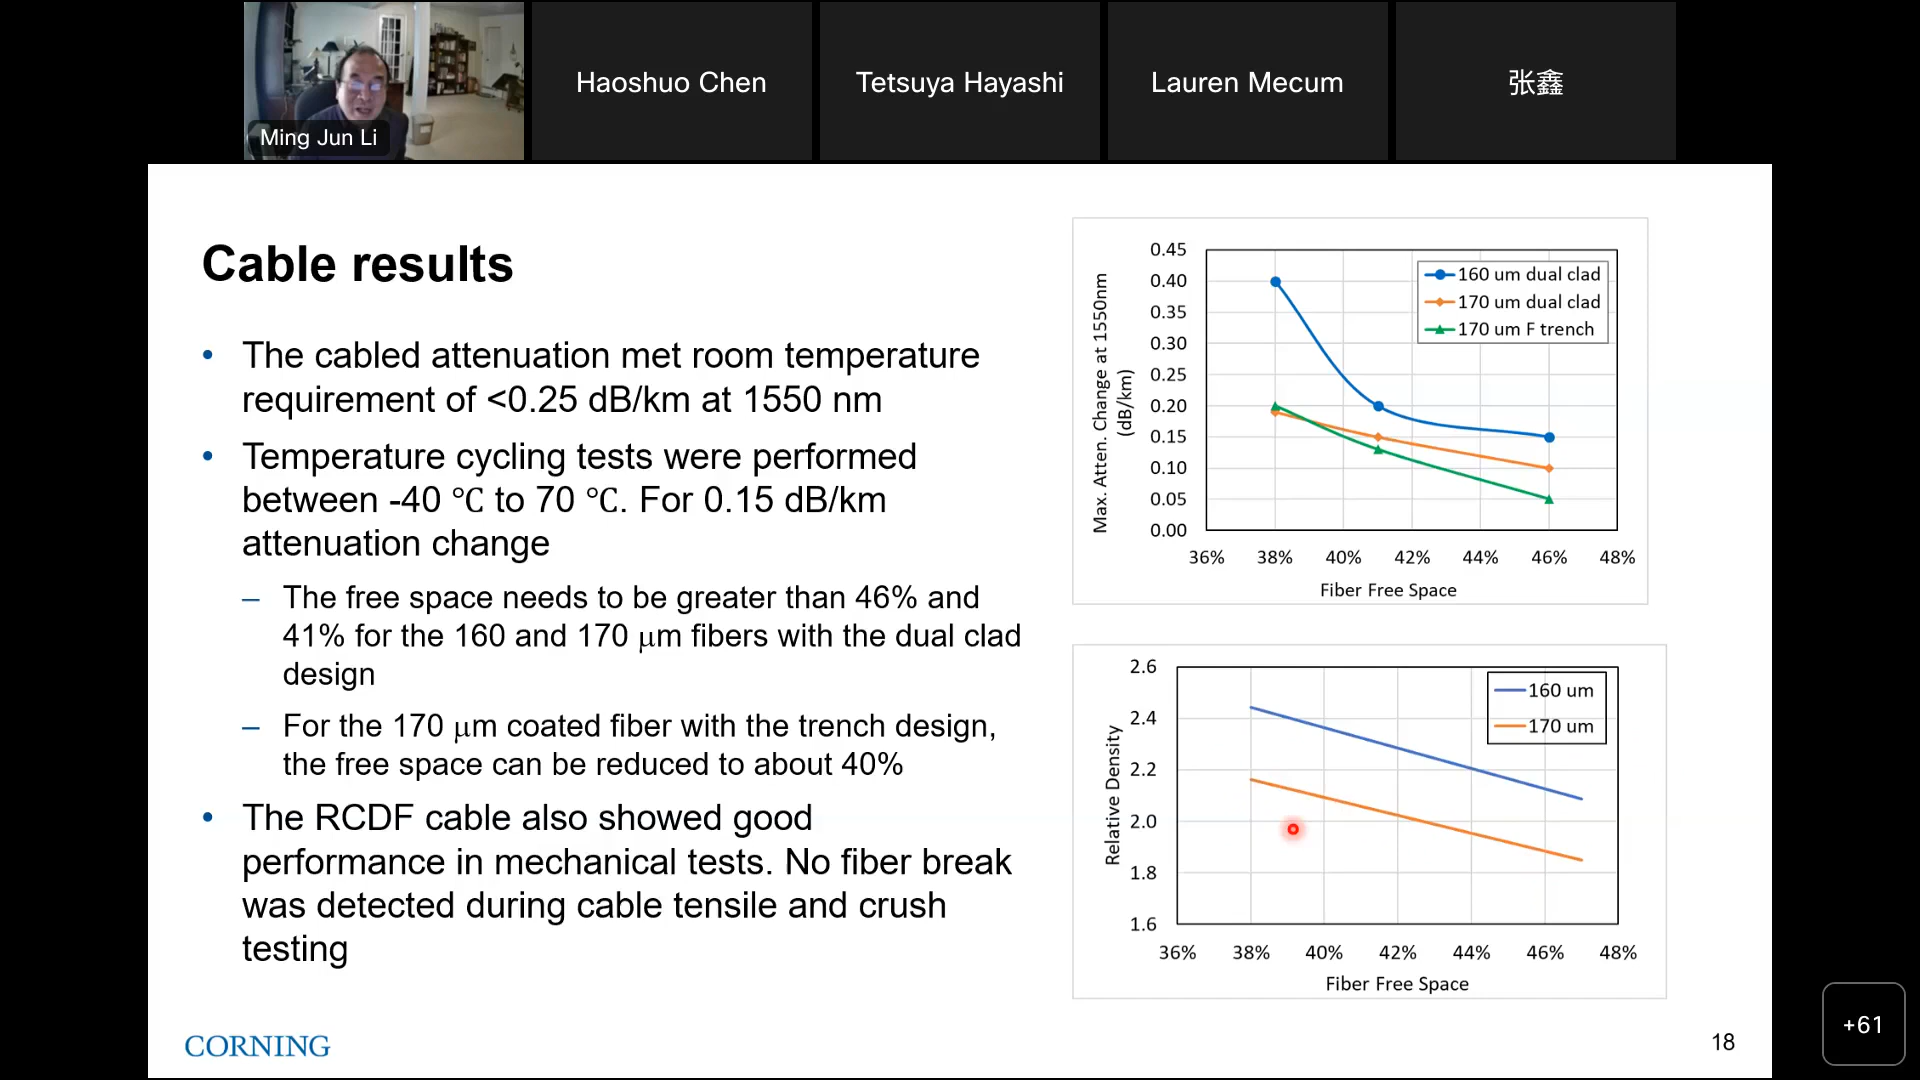 Ming Jun Li
Haoshuo Chen
Tetsuya Hayashi
Lauren Mecum
张鑫
Cable results
• The cabled attenuation met room temperature
requirement of <0.25 dB/km at 1550 nm
• Temperature cycling tests were performed
between -40 ℃ to 70 ℃. For 0.15 dB/km
attenuation change
– The free space needs to be greater than 46% and
41% for the 160 and 170 μm fibers with the dual clad
design
– For the 170 μm coated fiber with the trench design,
the free space can be reduced to about 40%
• The RCDF cable also showed good
performance in mechanical tests. No fiber break
was detected during cable tensile and crush
testing
Max. Atten. Change at 1550nm
(dB/km)
0.45
0.40
0.35
0.30
0.25
0.20
0.15
0.10
0.05
0.00
160 um dual clad
170 um dual clad
170 um F trench
36% 38% 40% 42% 44% 46% 48%
Fiber Free Space
Relative Density
2.6
2.4
2.2
2.0
1.8
1.6
160 um
170 um
36% 38% 40% 42% 44% 46% 48%
Fiber Free Space
CORNING
18
+61